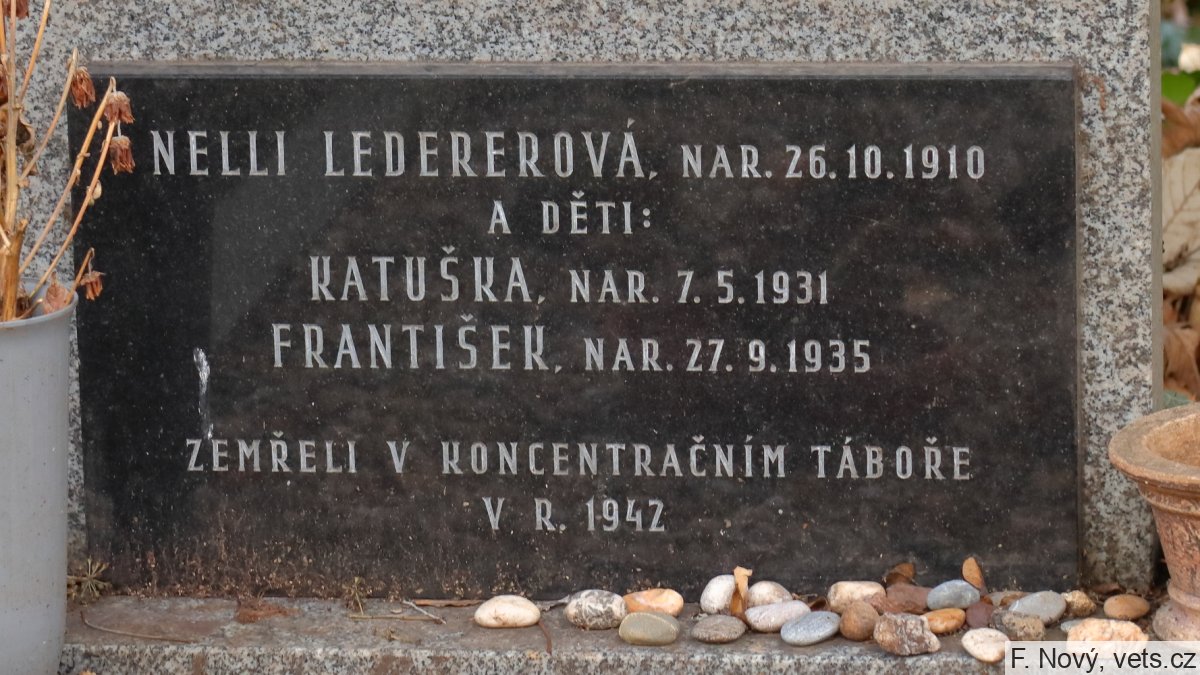 NELLI LEDEREROVÁ, NAR. 26.10.1910
A DĚTI:
KATUŠKA, NAR. 7.5.1931
FRANTIŠEK, NAR. 27.9.1935
ZEMŘELI V KONCENTRAČNÍM TÁBOŘE
V R. 1942
F. Nový, vets.cz